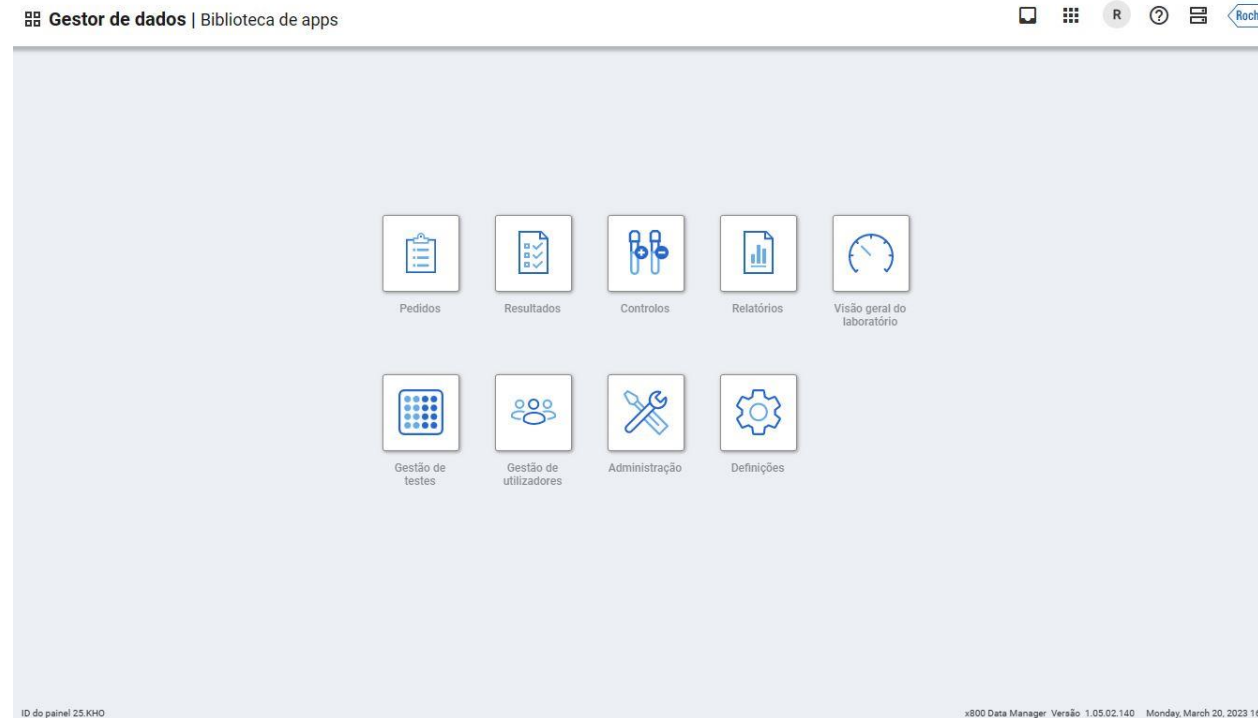 Gestor de dados | Biblioteca de apps
R
Roch
Pedidos
Resultados
Controlos
Relatórios
Visão geral do
laboratório
Gestão de
testes
Gestão de
utilizadores
Administração
Definições
ID do painel 25.KHO
x800 Data Manager Versão 1.05.02.140 Monday, March 20, 2023 16